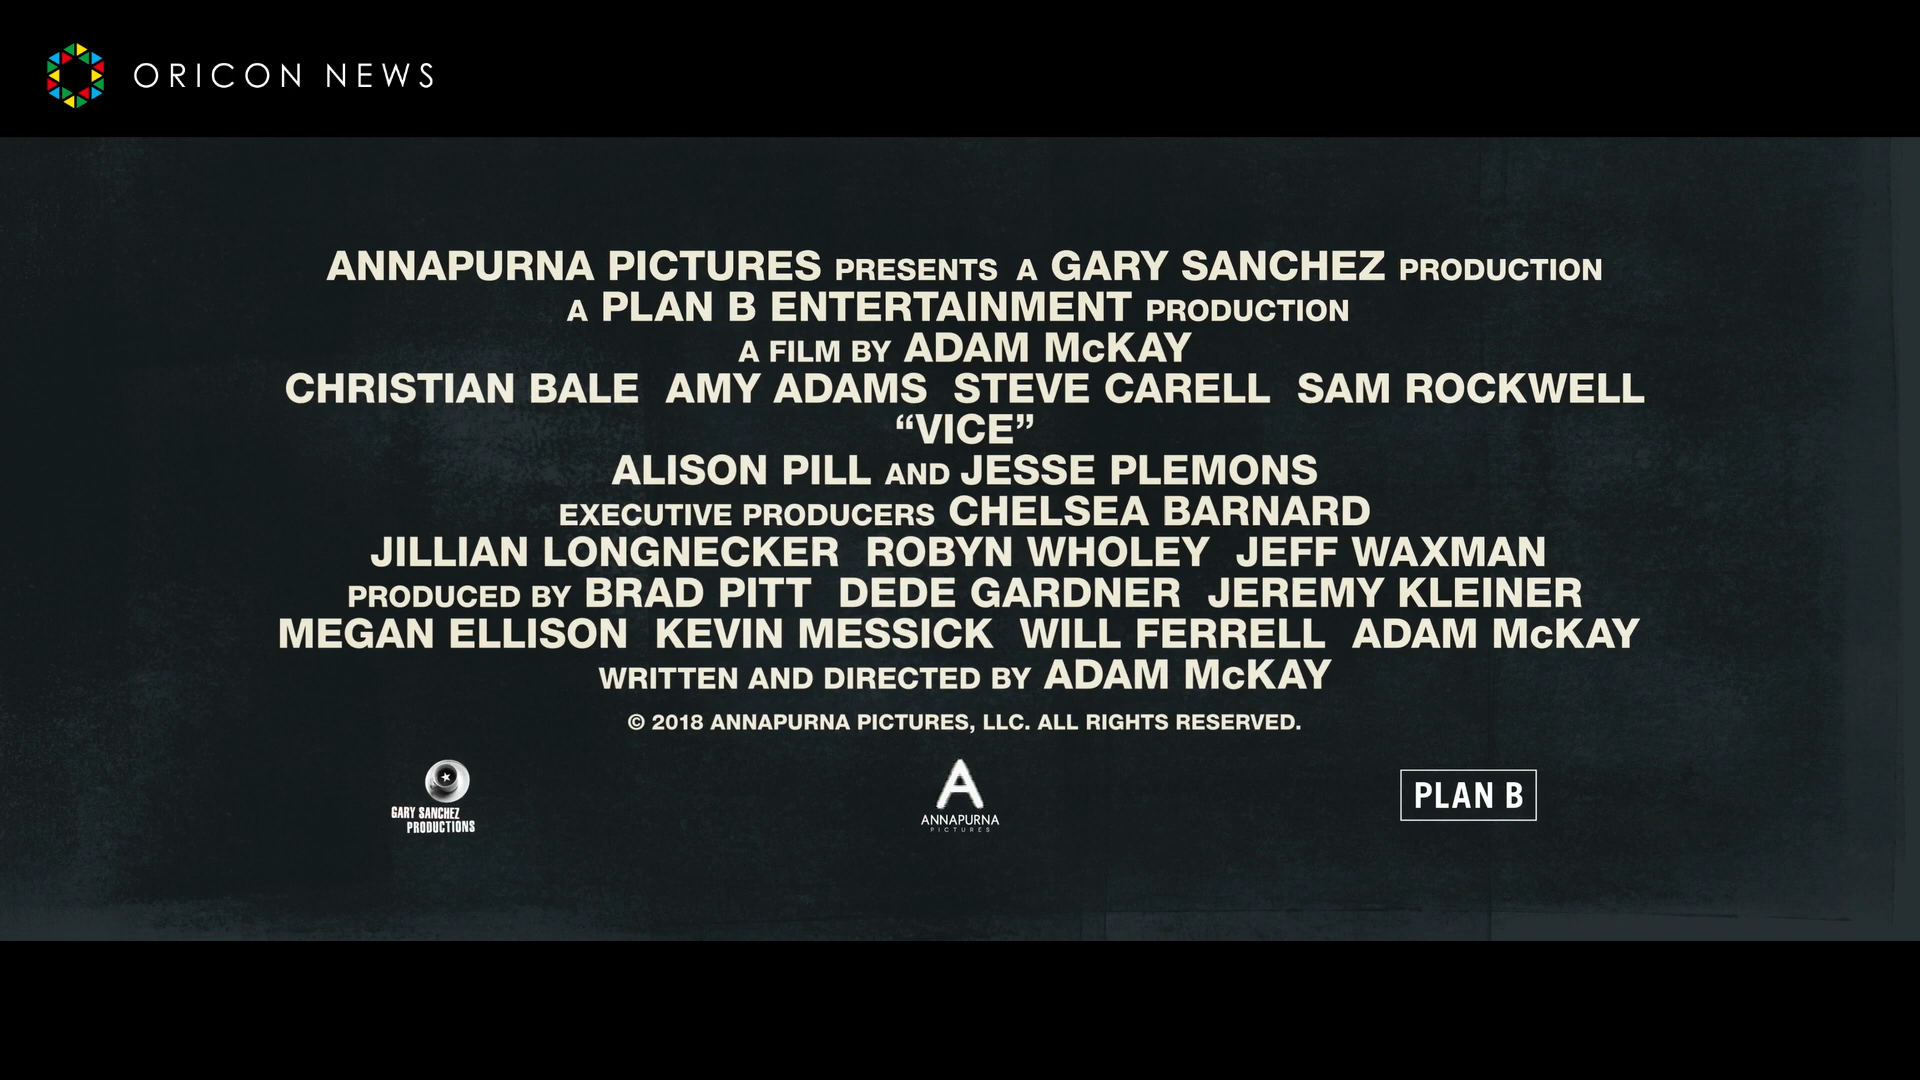 ORICON NEWS
ANNAPURNA PICTURES PRESENTS A GARY SANCHEZ PRODUCTION
A PLAN B ENTERTAINMENT PRODUCTION
A FILM BY ADAM McKAY
CHRISTIAN BALE AMY ADAMS STEVE CARELL SAM ROCKWELL
“VICE”
ALISON PILL AND JESSE PLEMONS
EXECUTIVE PRODUCERS CHELSEA BARNARD
JILLIAN LONGNECKER ROBYN WHOLEY JEFF WAXMAN
PRODUCED BY BRAD PITT DEDE GARDNER JEREMY KLEINER
MEGAN ELLISON KEVIN MESSICK WILL FERRELL ADAM McKAY
WRITTEN AND DIRECTED BY ADAM McKAY
© 2018 ANNAPURNA PICTURES, LLC. ALL RIGHTS RESERVED.
GARY SANCHEZ
PRODUCTIONS
A
ANNAPURNA
PICTURES
PLAN B